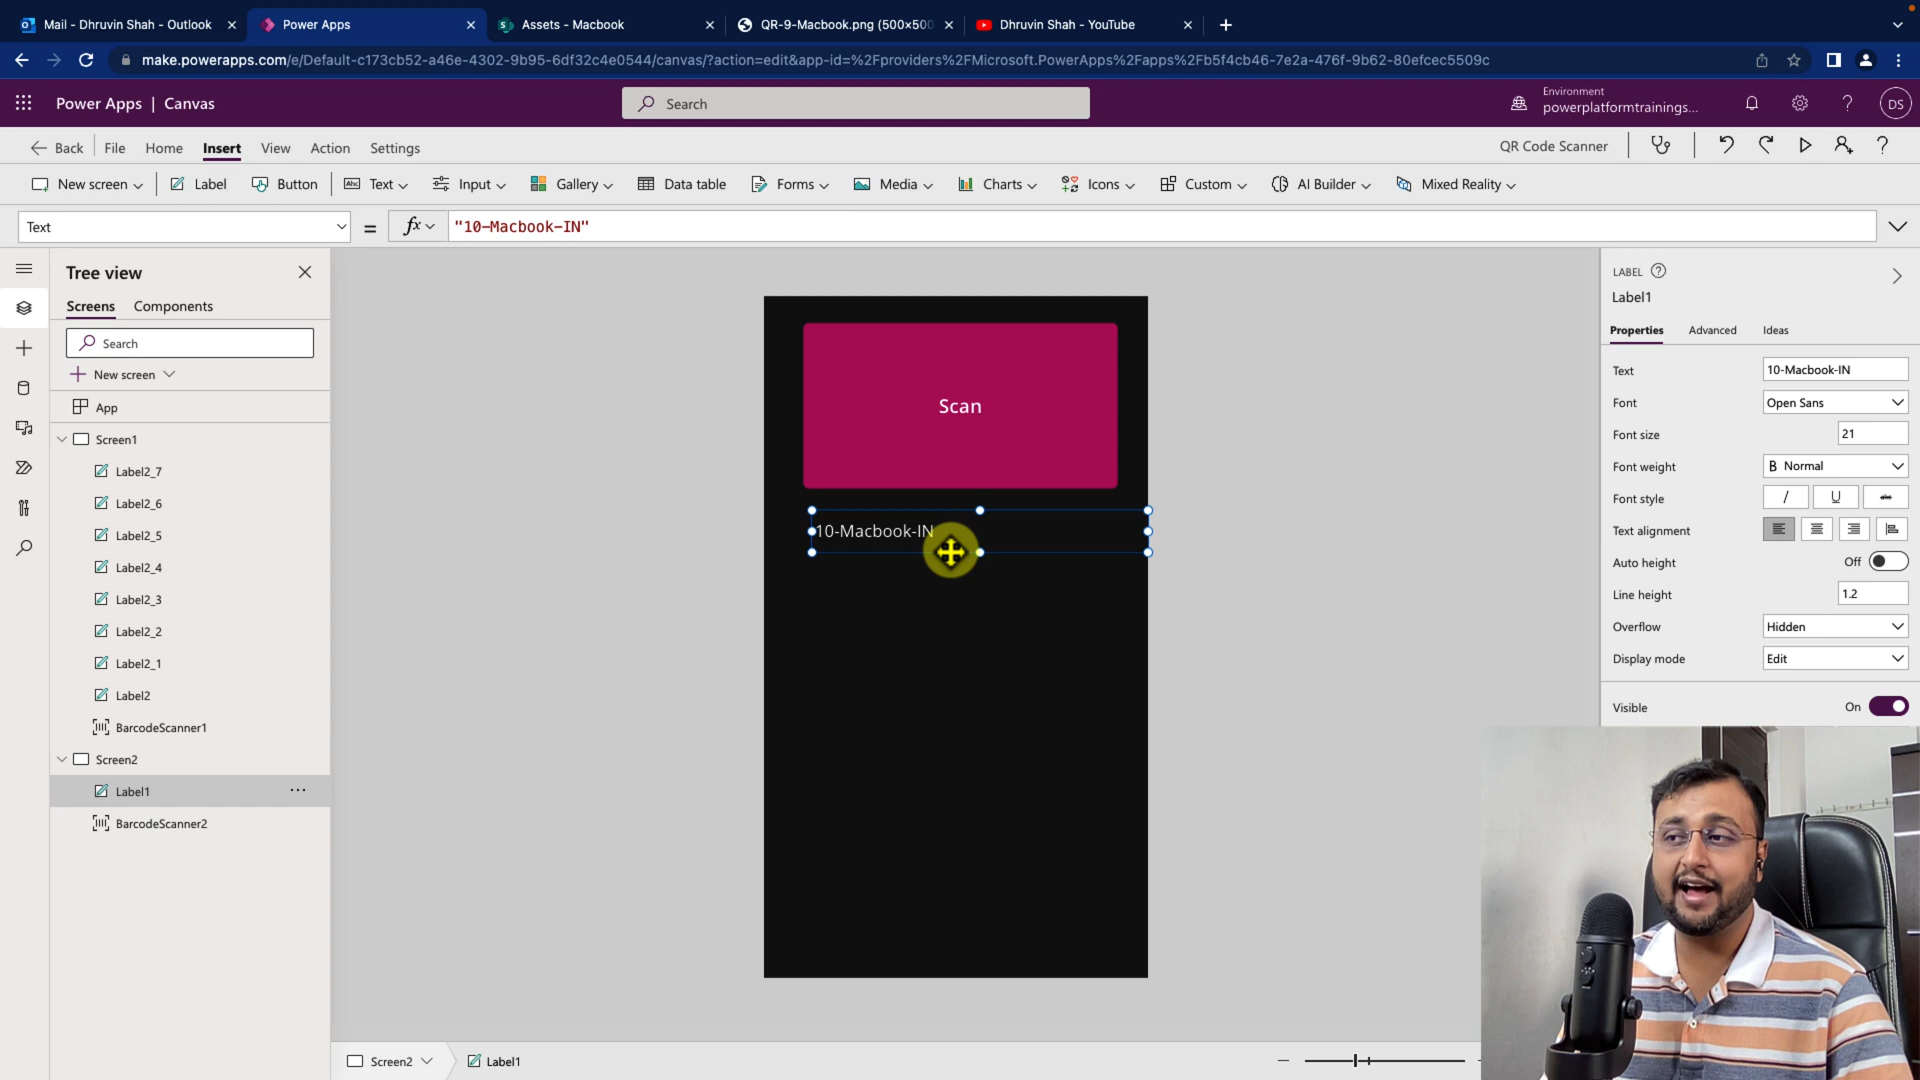 Mail - Dhruvin Shah - Outlook
Power Apps
Assets - Macbook
QR-9-Macbook.png (500×500
Dhruvin Shah - YouTube
make.powerapps.com/e/Default-c173cb52-a46e-4302-9b95-6df32c4e0544/canvas/?action=edit&app-id=%2Fproviders%2FMicrosoft.PowerApps%2Fapps%2Fb5f4cb46-7e2a-476f-9b62-80efcec5509c
Power Apps | Canvas
Search
Environment
powerplatformtrainings...
DS
Back
File
Home
Insert
View
Action
Settings
QR Code Scanner
New screen
Label
Button
Text
Input
Gallery
Data table
Forms
Media
Charts
Icons
Custom
AI Builder
Mixed Reality
Text
=
fx
"10-Macbook-IN"
Tree view
Screens
Components
Search
New screen
App
Screen1
Label2_7
Label2_6
Label2_5
Label2_4
Label2_3
Label2_2
Label2_1
Label2
BarcodeScanner1
Screen2
Label1
BarcodeScanner2
Scan
10-Macbook-IN
LABEL
Label1
Properties
Advanced
Ideas
Text
10-Macbook-IN
Font
Open Sans
Font size
21
Font weight
B Normal
Font style
/ U abc
Text alignment
Auto height
Off
Line height
1.2
Overflow
Hidden
Display mode
Edit
Visible
On
Screen2
Label1